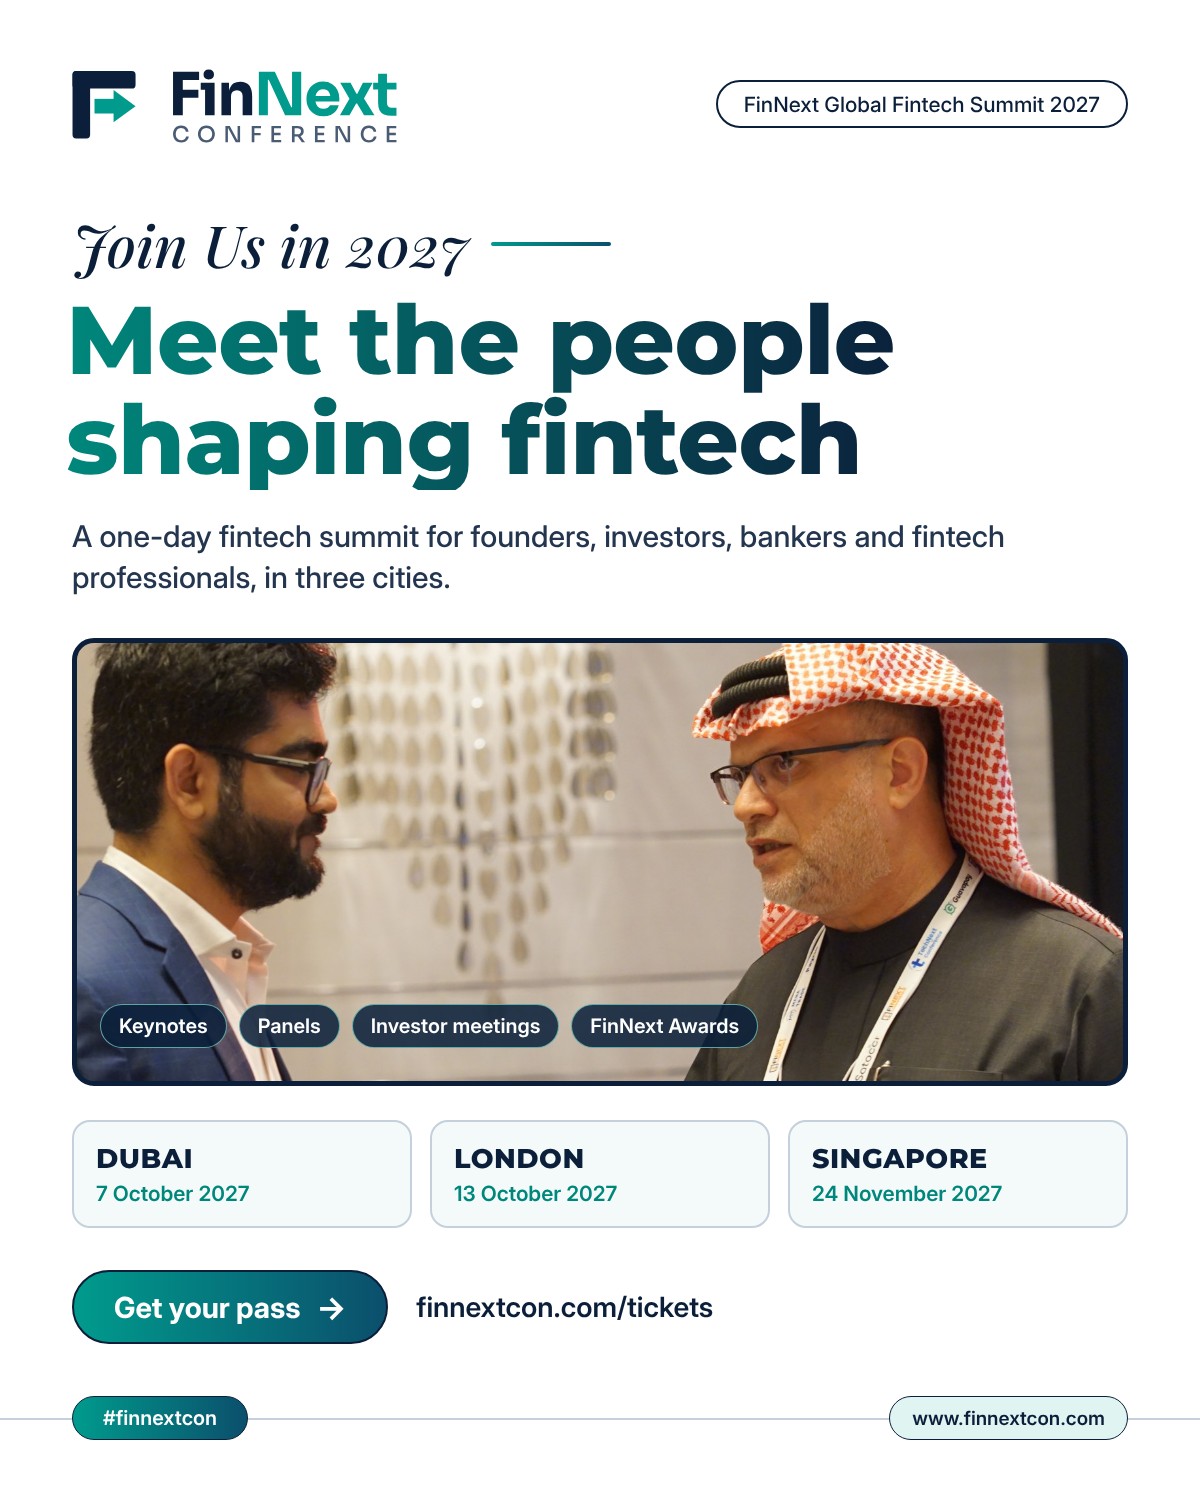 FinNext
CONFERENCE
FinNext Global Fintech Summit 2027
Join Us in 2027
Meet the people
shaping fintech
A one-day fintech summit for founders, investors, bankers and fintech
professionals, in three cities.
Guavapay
Keynotes
Panels
Investor meetings
FinNext Awards
DUBAI
7 October 2027
LONDON
13 October 2027
SINGAPORE
24 November 2027
Get your pass →
finnextcon.com/tickets
#finnextcon
www.finnextcon.com